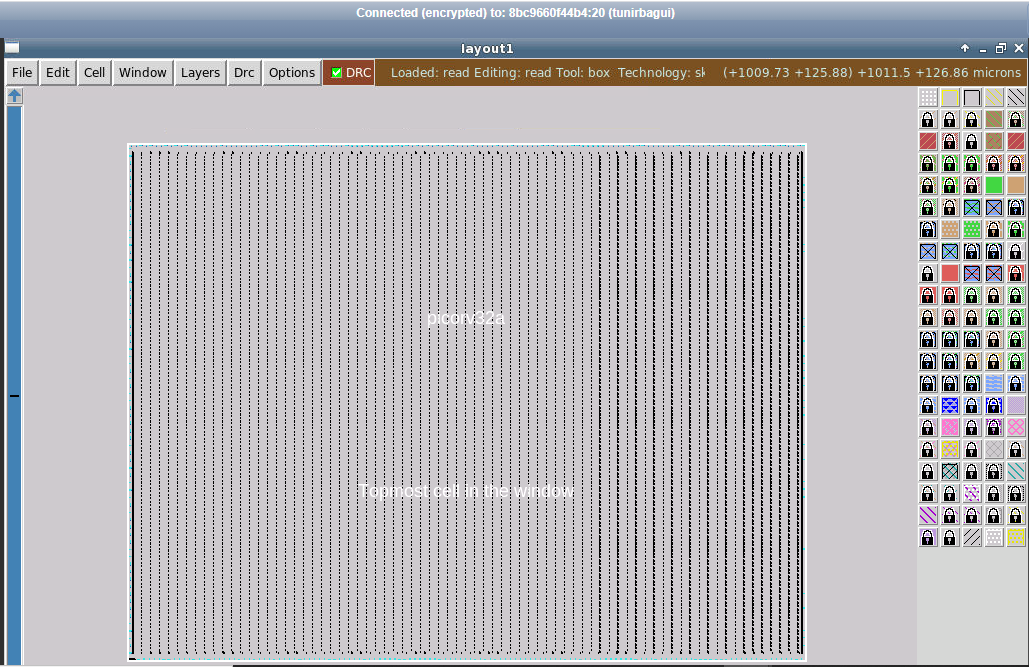 Connected (encrypted) to: 8bc9660f44b4:20 (tunirbagui)
layout1
File Edit Cell Window Layers Drc Options DRC Loaded: read Editing: read Tool: box Technology: sk (+1009.73 +125.88) +1011.5 +126.86 microns
picorv32a
Topmost cell in the window